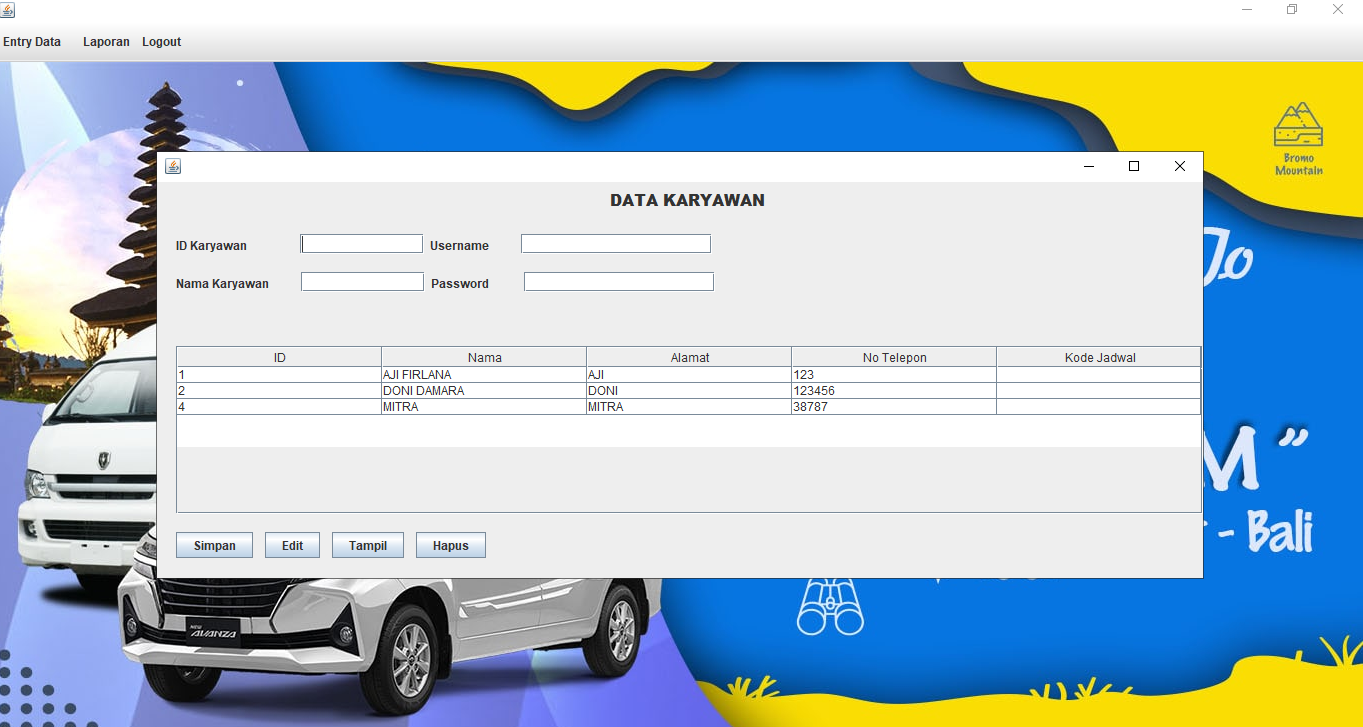 Entry Data Laporan Logout
Bromo
Mountain
DATA KARYAWAN
ID Karyawan Username
Nama Karyawan Password
Jo
ID Nama Alamat No Telepon Kode Jadwal
1 AJI FIRLANA AJI 123
2 DONI DAMARA DONI 123456
4 MITRA MITRA 38787
M”
- Bali
Simpan Edit Tampil Hapus
NEW
AVANZA